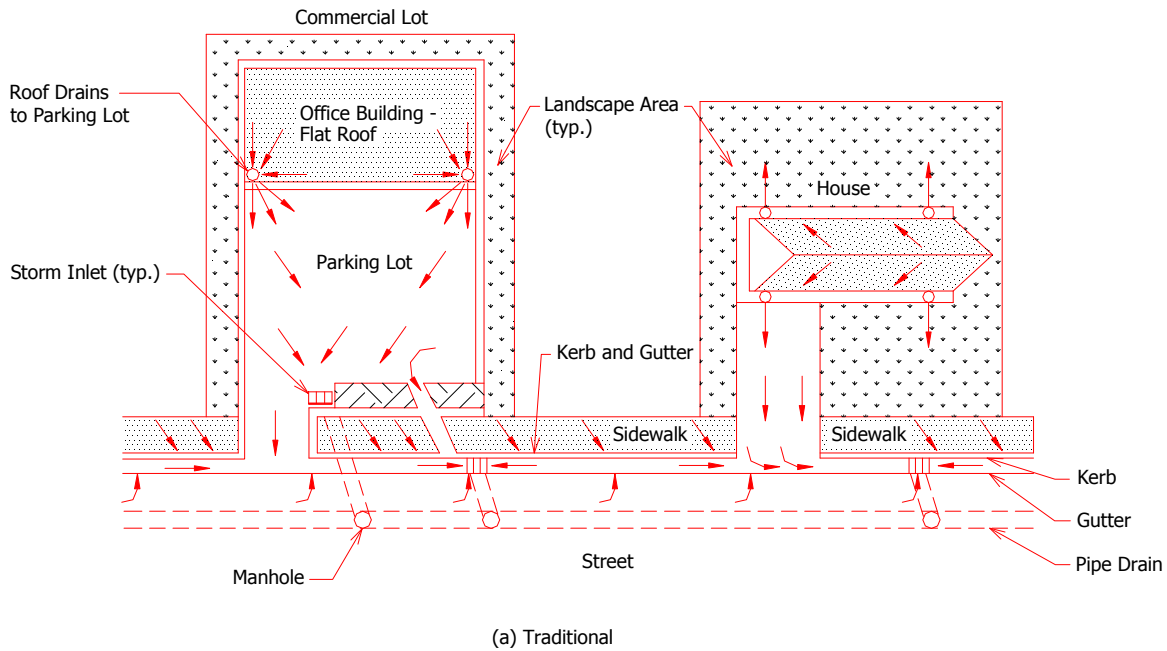 Commercial Lot
Roof Drains
to Parking Lot
Office Building -
Flat Roof
Landscape Area
(typ.)
House
Storm Inlet (typ.)
Parking Lot
Kerb and Gutter
Sidewalk
Sidewalk
Kerb
Gutter
Pipe Drain
Manhole
Street
(a) Traditional